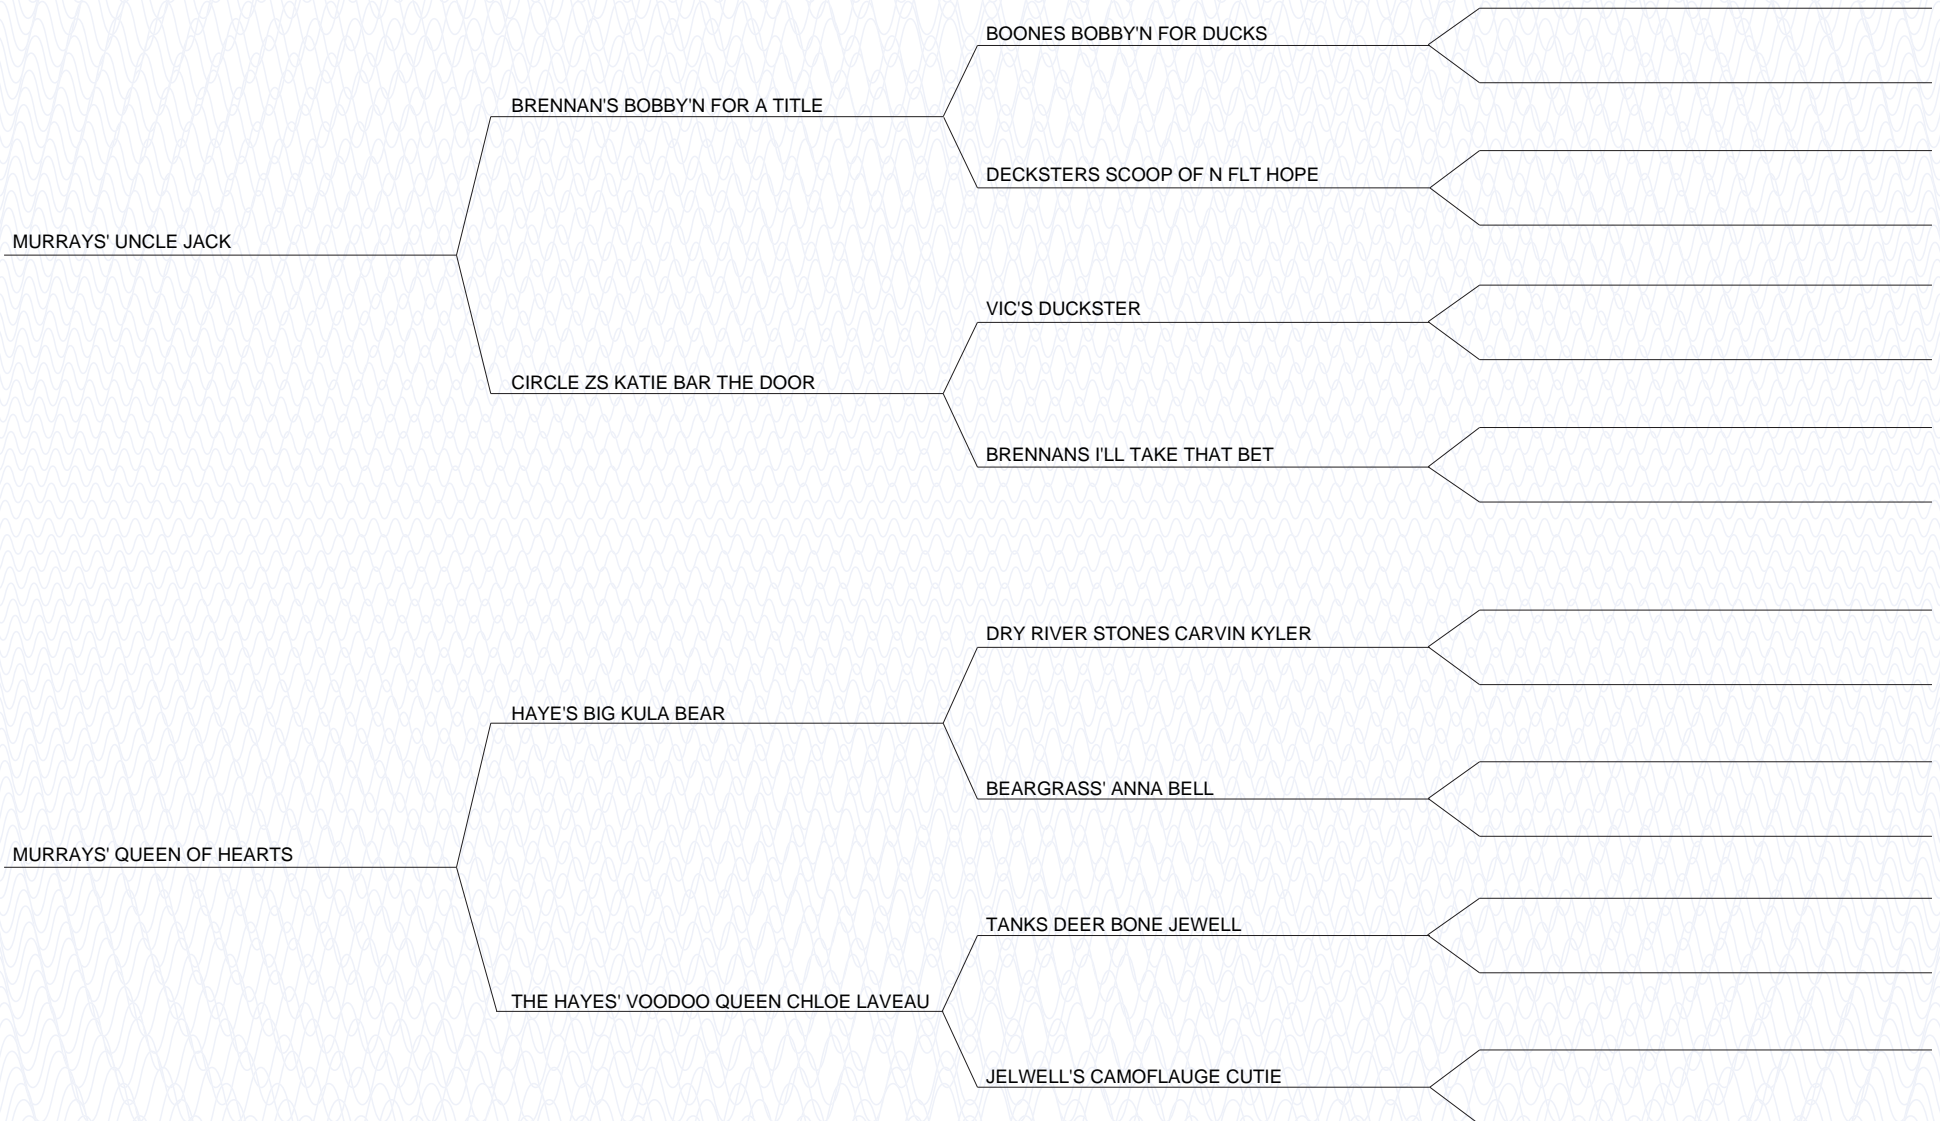 BOONES BOBBY'N FOR DUCKS
BRENNAN'S BOBBY'N FOR A TITLE
DECKSTERS SCOOP OF N FLT HOPE
MURRAYS' UNCLE JACK
VIC'S DUCKSTER
CIRCLE ZS KATIE BAR THE DOOR
BRENNANS I'LL TAKE THAT BET
DRY RIVER STONES CARVIN KYLER
HAYE'S BIG KULA BEAR
BEARGRASS' ANNA BELL
MURRAYS' QUEEN OF HEARTS
TANKS DEER BONE JEWELL
THE HAYES' VOODOO QUEEN CHLOE LAVEAU
JELWELL'S CAMOFLAUGE CUTIE